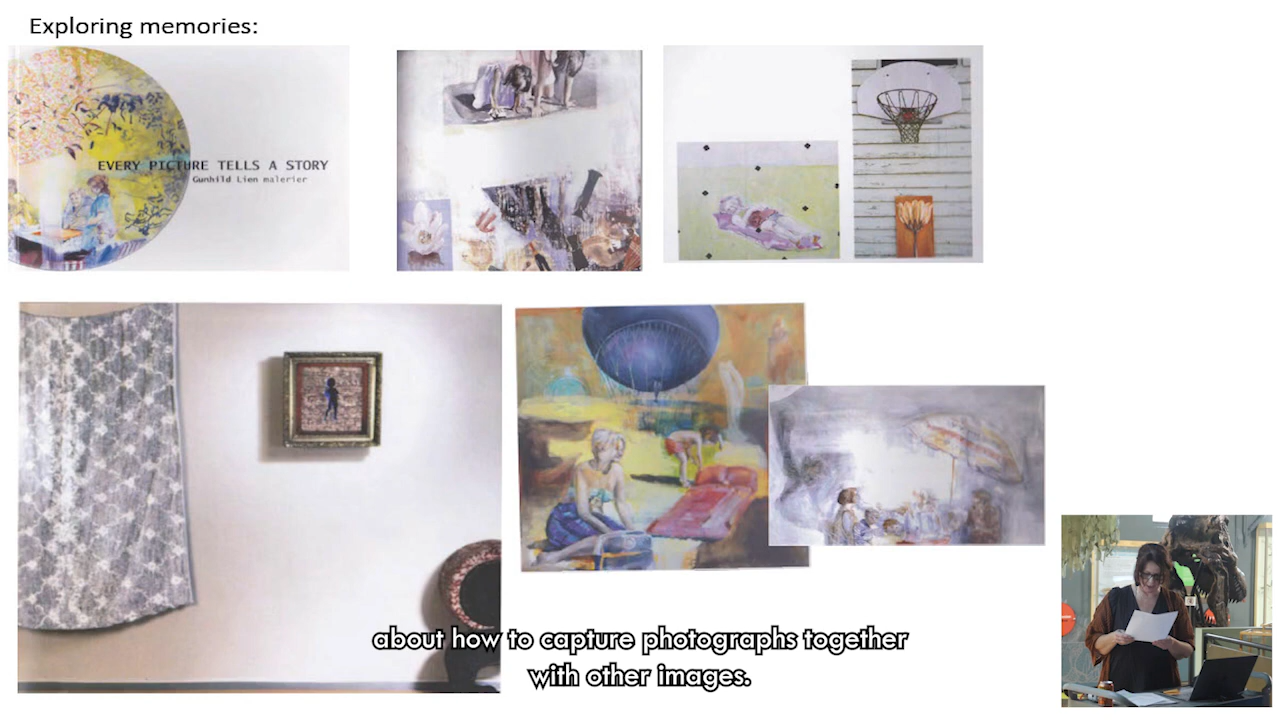 Exploring memories:
EVERY PICTURE TELLS A STORY
Gunhild Lien malerier
about how to capture photographs together
with other images.